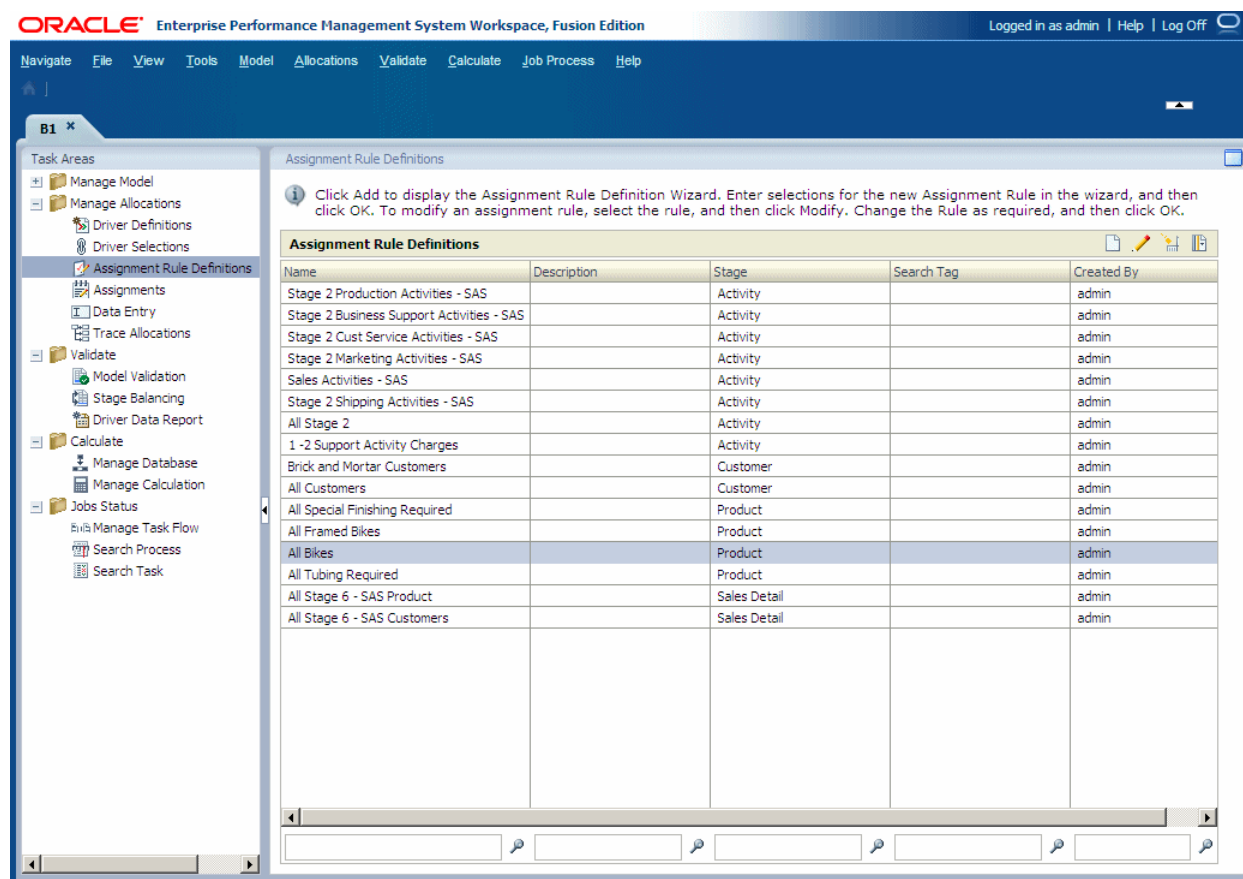 ORACLE Enterprise Performance Management System Workspace, Fusion Edition
Logged in as admin | Help | Log Off
Navigate File View Tools Model Allocations Validate Calculate Job Process Help
B1
Task Areas
Manage Model
Manage Allocations
Driver Definitions
Driver Selections
Assignment Rule Definitions
Assignments
Data Entry
Trace Allocations
Validate
Model Validation
Stage Balancing
Driver Data Report
Calculate
Manage Database
Manage Calculation
Jobs Status
Manage Task Flow
Search Process
Search Task
Assignment Rule Definitions
Click Add to display the Assignment Rule Definition Wizard. Enter selections for the new Assignment Rule in the wizard, and then
click OK. To modify an assignment rule, select the rule, and then click Modify. Change the Rule as required, and then click OK.
Assignment Rule Definitions
Name Description Stage Search Tag Created By
Stage 2 Production Activities - SAS Activity admin
Stage 2 Business Support Activities - SAS Activity admin
Stage 2 Cust Service Activities - SAS Activity admin
Stage 2 Marketing Activities - SAS Activity admin
Sales Activities - SAS Activity admin
Stage 2 Shipping Activities - SAS Activity admin
All Stage 2 Activity admin
1 -2 Support Activity Charges Activity admin
Brick and Mortar Customers Customer admin
All Customers Customer admin
All Special Finishing Required Product admin
All Framed Bikes Product admin
All Bikes Product admin
All Tubing Required Product admin
All Stage 6 - SAS Product Sales Detail admin
All Stage 6 - SAS Customers Sales Detail admin